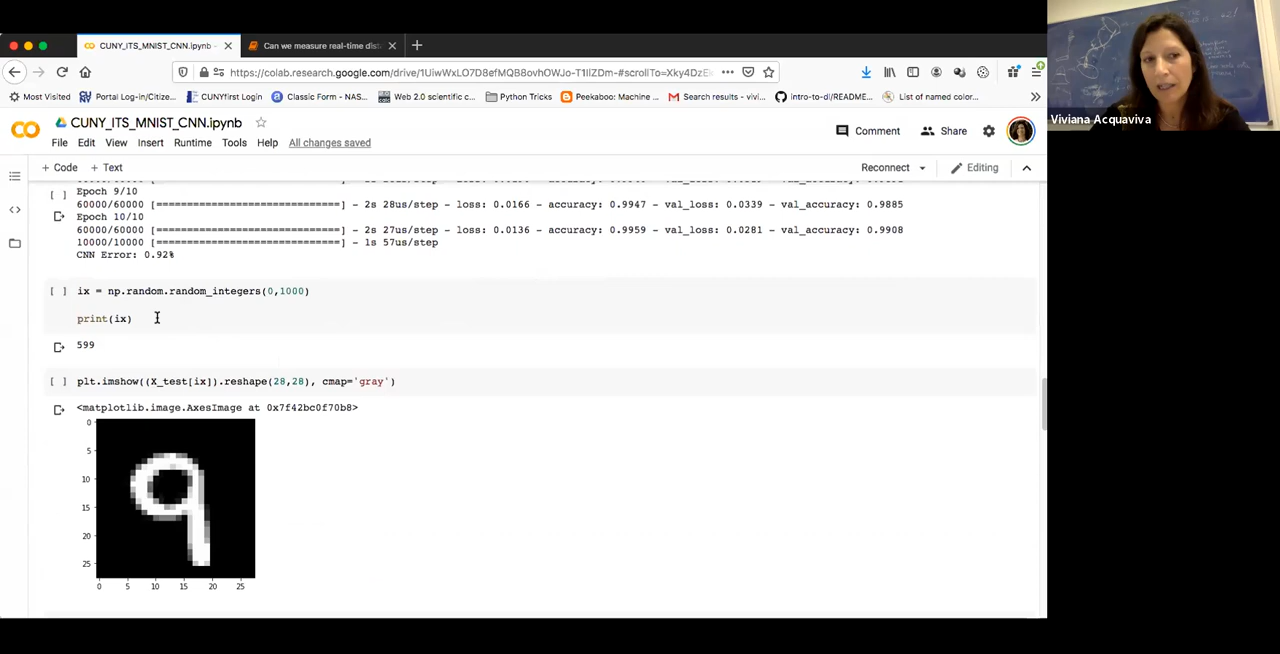 CUNY_ITS_MNIST_CNN.ipynb -
Can we measure real-time dist
https://colab.research.google.com/drive/1UiwWxLO7D8efMQB8ovhOWJo-T1IIZDm-#scrollTo=Xky4DzE
Most Visited
Portal Log-in/Citize...
CUNYfirst Login
Classic Form - NAS...
Web 2.0 scientific c...
Python Tricks
Peekaboo: Machine ...
Search results - vivi...
intro-to-dl/README...
List of named color...
CUNY_ITS_MNIST_CNN.ipynb
Comment
Share
File Edit View Insert Runtime Tools Help All changes saved
+ Code + Text
Reconnect
Editing
Epoch 9/10
60000/60000 [==============================] - 2s 28us/step - loss: 0.0166 - accuracy: 0.9947 - val_loss: 0.0339 - val_accuracy: 0.9885
Epoch 10/10
60000/60000 [==============================] - 2s 27us/step - loss: 0.0136 - accuracy: 0.9959 - val_loss: 0.0281 - val_accuracy: 0.9908
10000/10000 [==============================] - 1s 57us/step
CNN Error: 0.92%
[ ] ix = np.random.random_integers(0,1000)
print(ix)
599
[ ] plt.imshow((X_test[ix]).reshape(28,28), cmap='gray')
<matplotlib.image.AxesImage at 0x7f42bc0f70b8>
0
5
10
15
20
25
0 5 10 15 20 25
9
Viviana Acquaviva